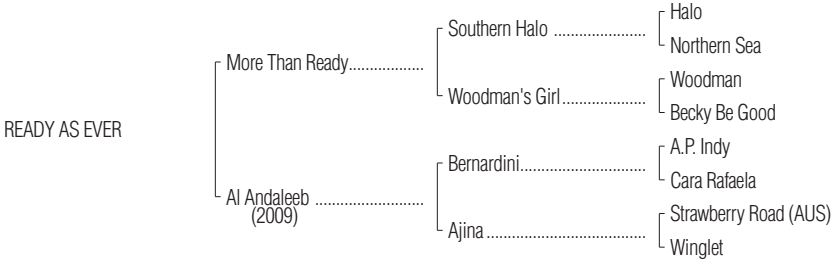 Halo
Southern Halo ......................
Northern Sea
More Than Ready..................
Woodman
Woodman's Girl....................
Becky Be Good
READY AS EVER
A.P. Indy
Bernardini..............................
Cara Rafaela
Al Andaleeb ..........................
(2009)
Strawberry Road (AUS)
Ajina ......................................
Winglet